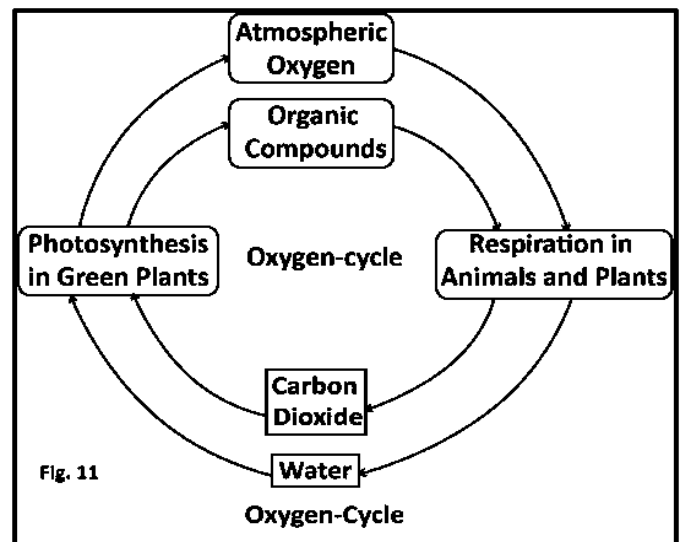 Atmospheric
Oxygen
Organic
Compounds
Photosynthesis
in Green Plants
Oxygen-cycle
Respiration in
Animals and Plants
Carbon
Dioxide
Water
Fig. 11
Oxygen-Cycle